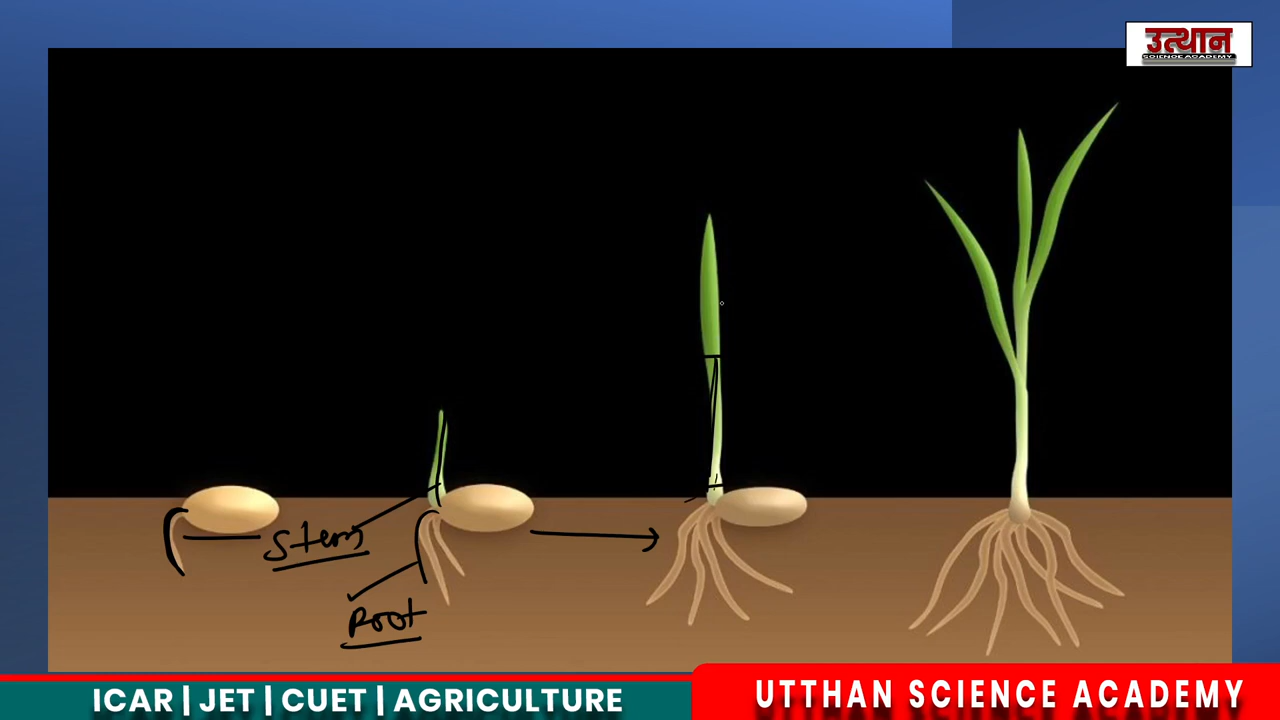 उत्थान
SCIENCE ACADEMY
Stem
Root
ICAR | JET | CUET | AGRICULTURE
UTTHAN SCIENCE ACADEMY